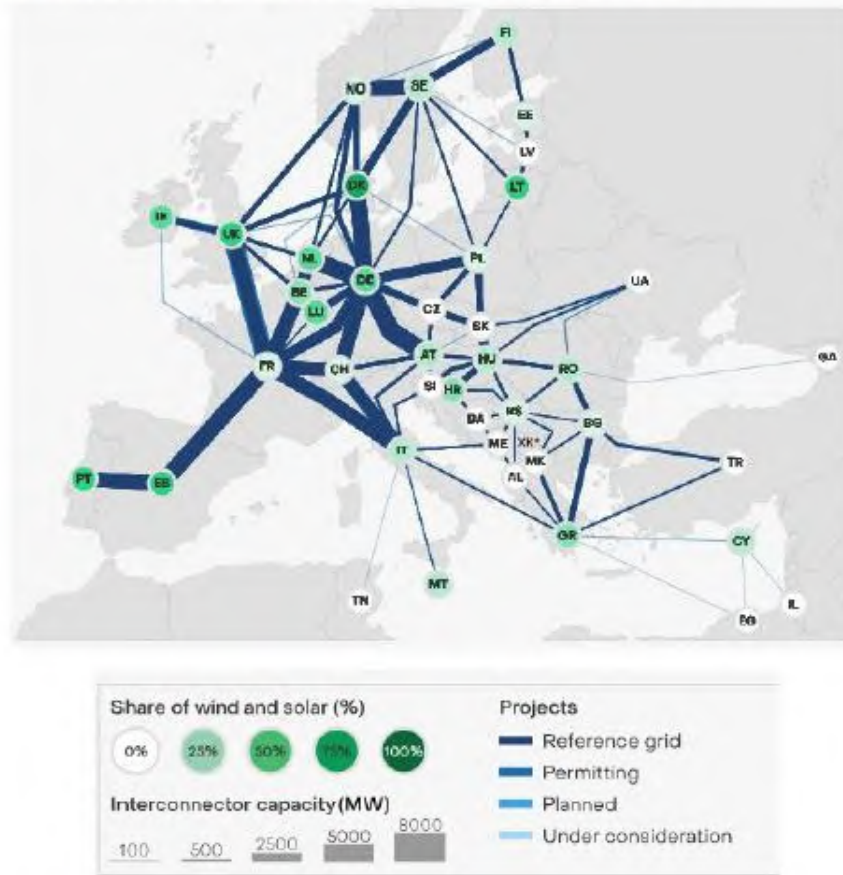 FI
NO
SE
EE
LV
DK
LT
IE
UK
NL
PL
DE
BE
UA
LU
CZ
SK
FR
CH
AT
HU
RO
GA
SI
HR
BA
RS
BG
ME
XK*
IT
MK
TR
AL
PT
ES
GR
CY
MT
TN
IL
EG
Share of wind and solar (%)
0%
25%
50%
75%
100%
Interconnector capacity(MW)
100
500
2500
5000
8000
Projects
Reference grid
Permitting
Planned
Under consideration